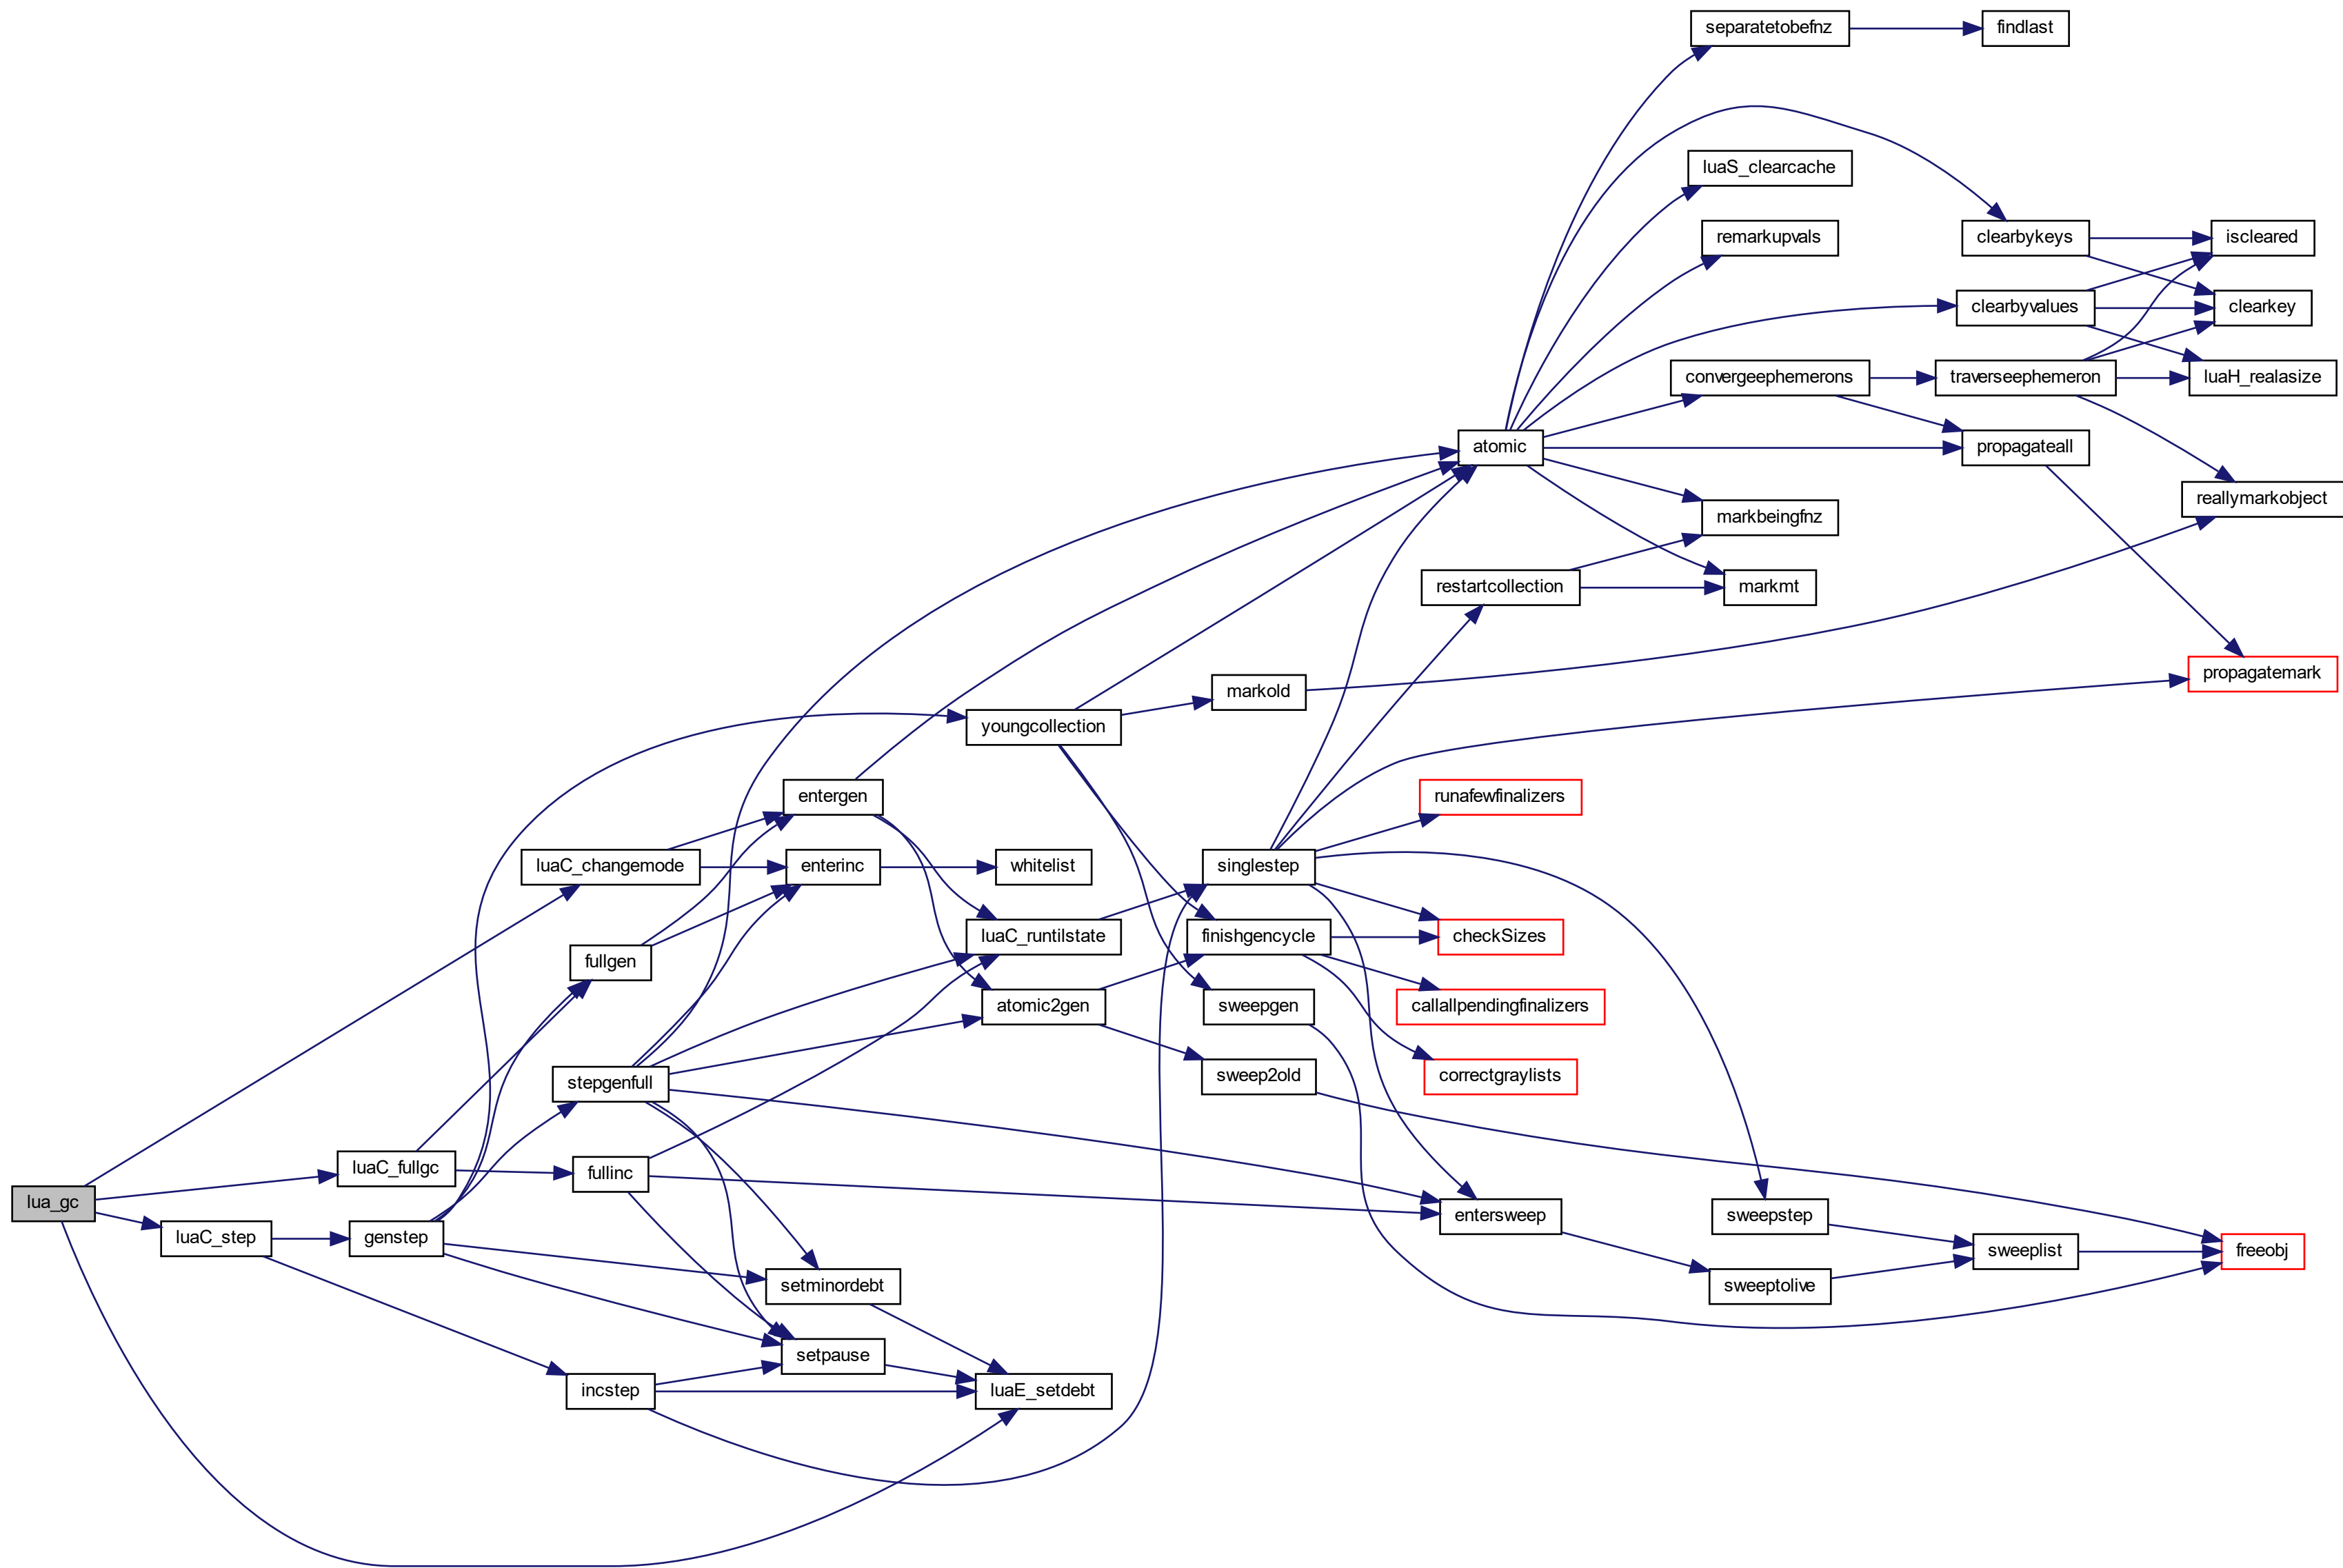 separatetobefnz
findlast
luaS_clearcache
clearbykeys
remarkupvals
iscleared
clearbyvalues
clearkey
convergeephemerons
traverseephemeron
luaH_realasize
atomic
propagateall
reallymarkobject
markbeingfnz
restartcollection
markmt
propagatemark
markold
youngcollection
entergen
runafewfinalizers
luaC_changemode
enterinc
whitelist
singlestep
luaC_runtilstate
finishgencycle
checkSizes
fullgen
atomic2gen
sweepgen
callallpendingfinalizers
stepgenfull
sweep2old
correctgraylists
luaC_fullgc
fullinc
lua_gc
entersweep
sweepstep
luaC_step
genstep
sweeplist
freeobj
setminordebt
sweeptolive
setpause
incstep
luaE_setdebt